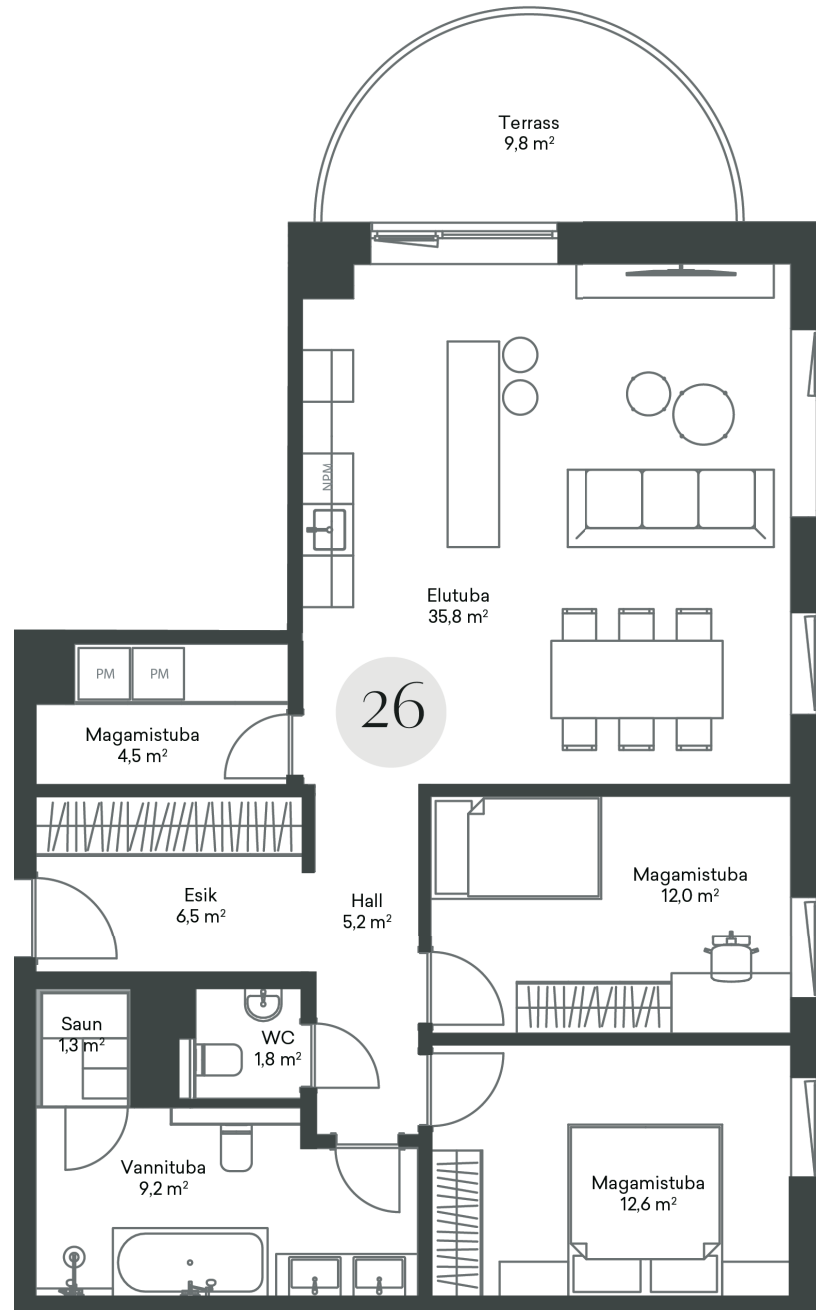 Terrass
9,8 m²
NPM
Elutuba
35,8 m²
PM PM
26
Magamistuba
4,5 m²
Esik
6,5 m²
Hall
5,2 m²
Magamistuba
12,0 m²
Saun
1,3 m²
WC
1,8 m²
Vannituba
9,2 m²
Magamistuba
12,6 m²